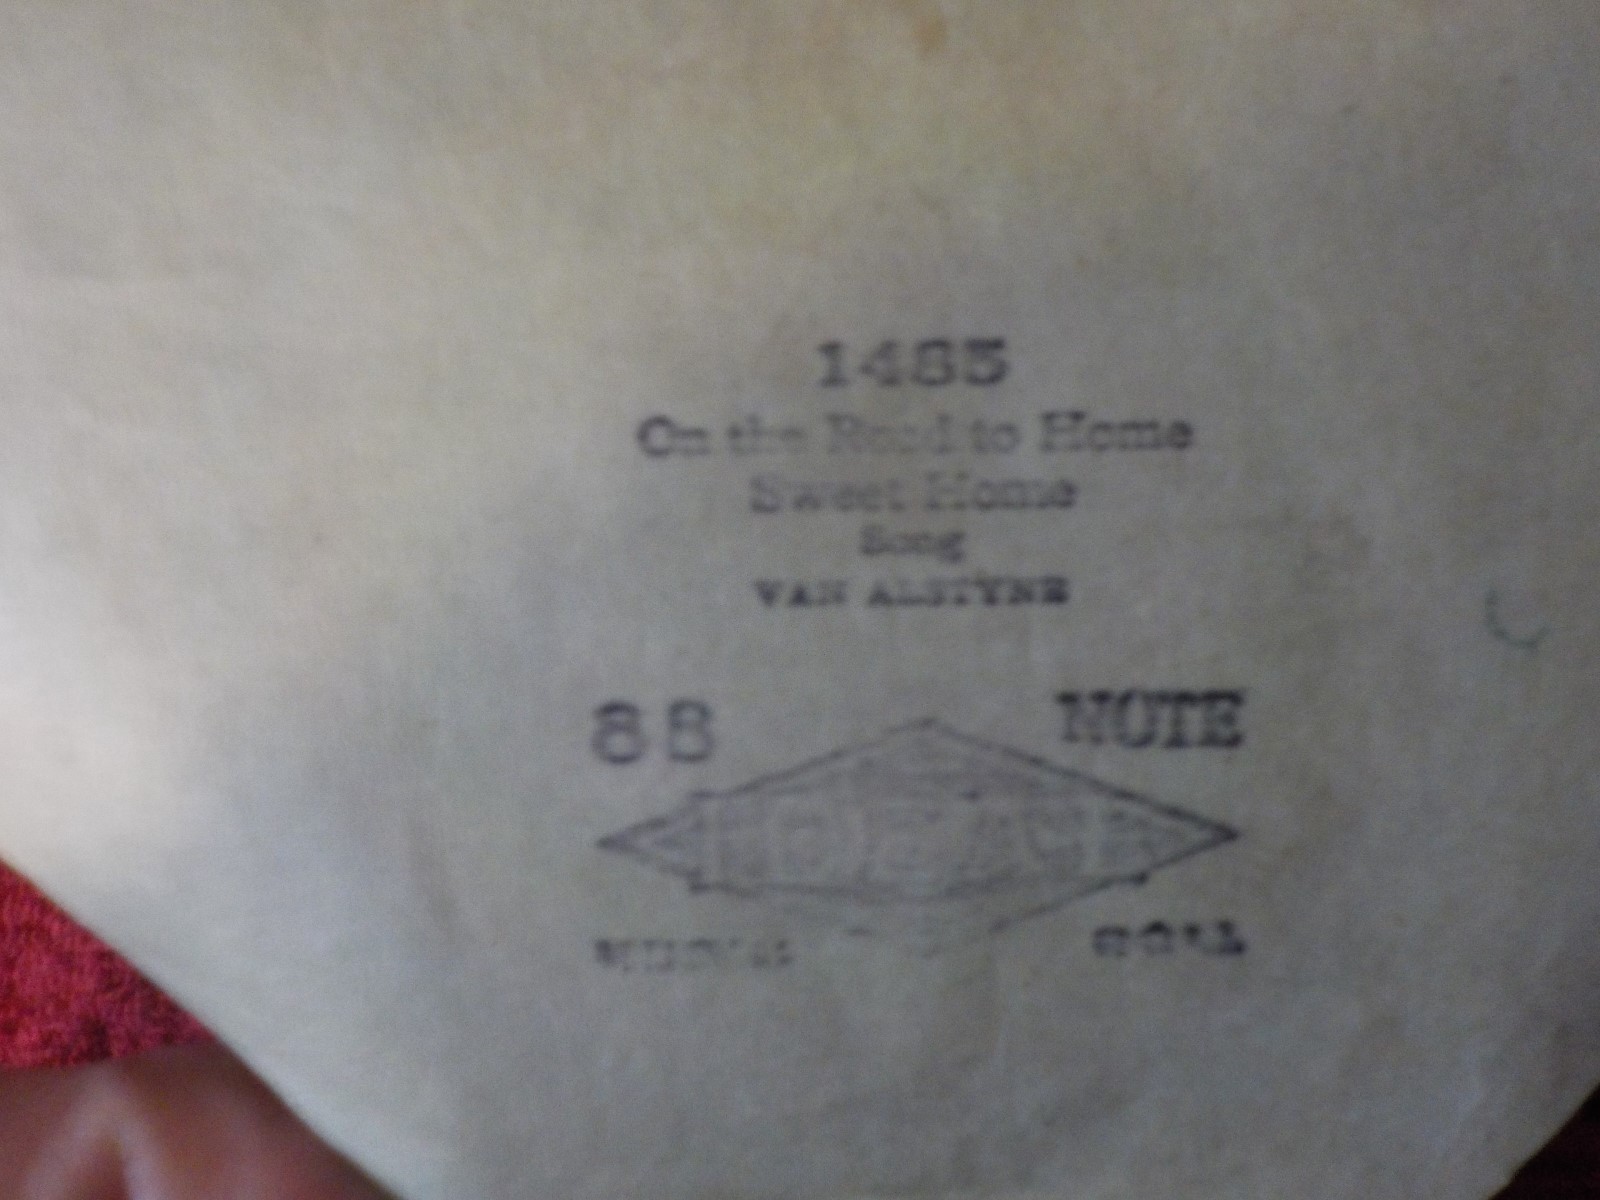 1485
On the Road to Home
Sweet Home
Song
VAN ALSTYNE
88 NOTE